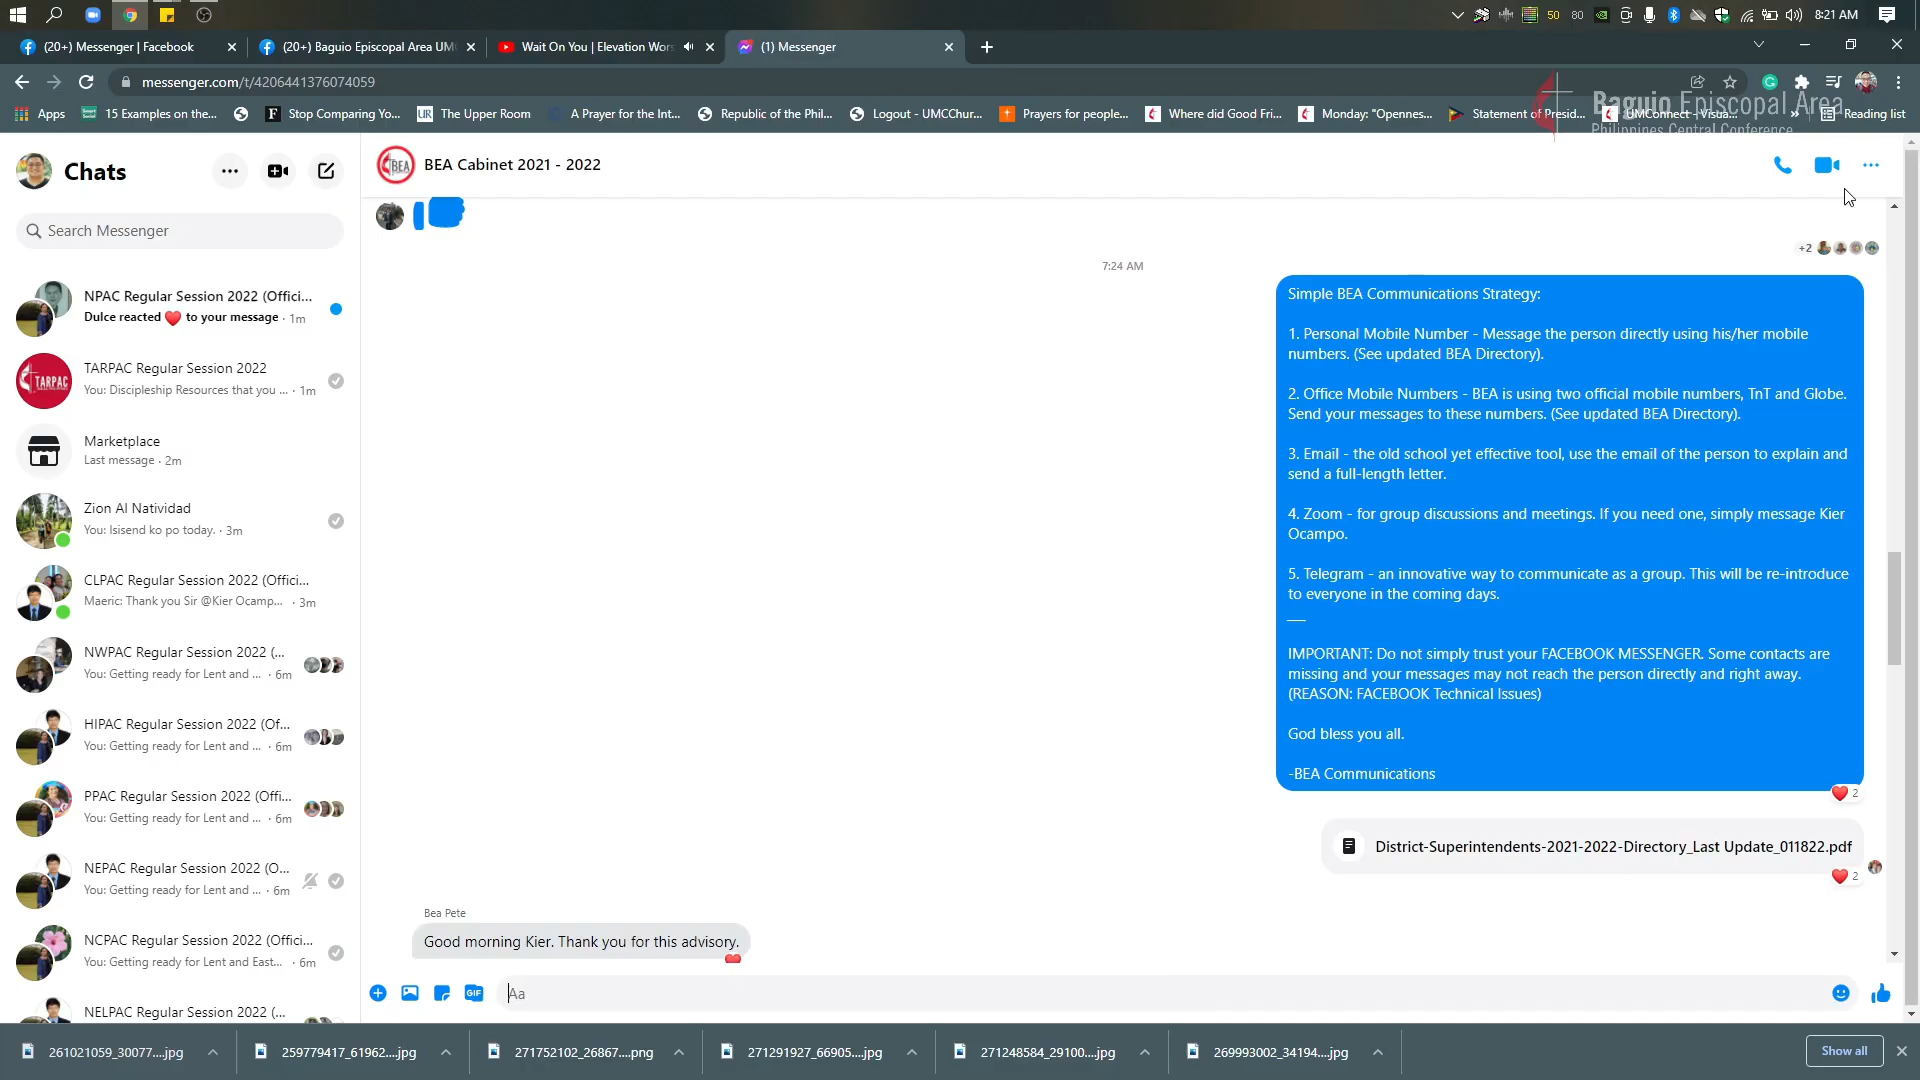 50
80
8:21 AM
(20+) Messenger | Facebook
(20+) Baguio Episcopal Area UM
Wait On You | Elevation Wors
(1) Messenger
messenger.com/t/4206441376074059
Baguio Episcopal Area
Philippines Central Conference
Apps
15 Examples on the...
Stop Comparing Yo...
UR The Upper Room
A Prayer for the Int...
Republic of the Phil...
Logout - UMCChur...
Prayers for people...
Where did Good Fri...
Monday: "Opennes...
Statement of Presid...
UMConnect - Visua...
»
Reading list
Chats
Search Messenger
NPAC Regular Session 2022 (Offici...
Dulce reacted ❤ to your message · 1m
TARPAC
TARPAC Regular Session 2022
You: Discipleship Resources that you ... · 1m
Marketplace
Last message · 2m
Zion Al Natividad
You: Isisend ko po today. · 3m
CLPAC Regular Session 2022 (Offici...
Maeric: Thank you Sir @Kier Ocamp... · 3m
NWPAC Regular Session 2022 (...
You: Getting ready for Lent and ... · 6m
HIPAC Regular Session 2022 (Of...
You: Getting ready for Lent and ... · 6m
PPAC Regular Session 2022 (Offi...
You: Getting ready for Lent and ... · 6m
NEPAC Regular Session 2022 (O...
You: Getting ready for Lent and ... · 6m
NCPAC Regular Session 2022 (Offici...
You: Getting ready for Lent and East... · 6m
NELPAC Regular Session 2022 (...
BEA
BEA Cabinet 2021 - 2022
+2
7:24 AM
Simple BEA Communications Strategy:
1. Personal Mobile Number - Message the person directly using his/her mobile
numbers. (See updated BEA Directory).
2. Office Mobile Numbers - BEA is using two official mobile numbers, TnT and Globe.
Send your messages to these numbers. (See updated BEA Directory).
3. Email - the old school yet effective tool, use the email of the person to explain and
send a full-length letter.
4. Zoom - for group discussions and meetings. If you need one, simply message Kier
Ocampo.
5. Telegram - an innovative way to communicate as a group. This will be re-introduce
to everyone in the coming days.
___
IMPORTANT: Do not simply trust your FACEBOOK MESSENGER. Some contacts are
missing and your messages may not reach the person directly and right away.
(REASON: FACEBOOK Technical Issues)
God bless you all.
-BEA Communications
❤ 2
District-Superintendents-2021-2022-Directory_Last Update_011822.pdf
❤ 2
Bea Pete
Good morning Kier. Thank you for this advisory.
GIF
Aa
261021059_30077....jpg
259779417_61962....jpg
271752102_26867....png
271291927_66905....jpg
271248584_29100....jpg
269993002_34194....jpg
Show all